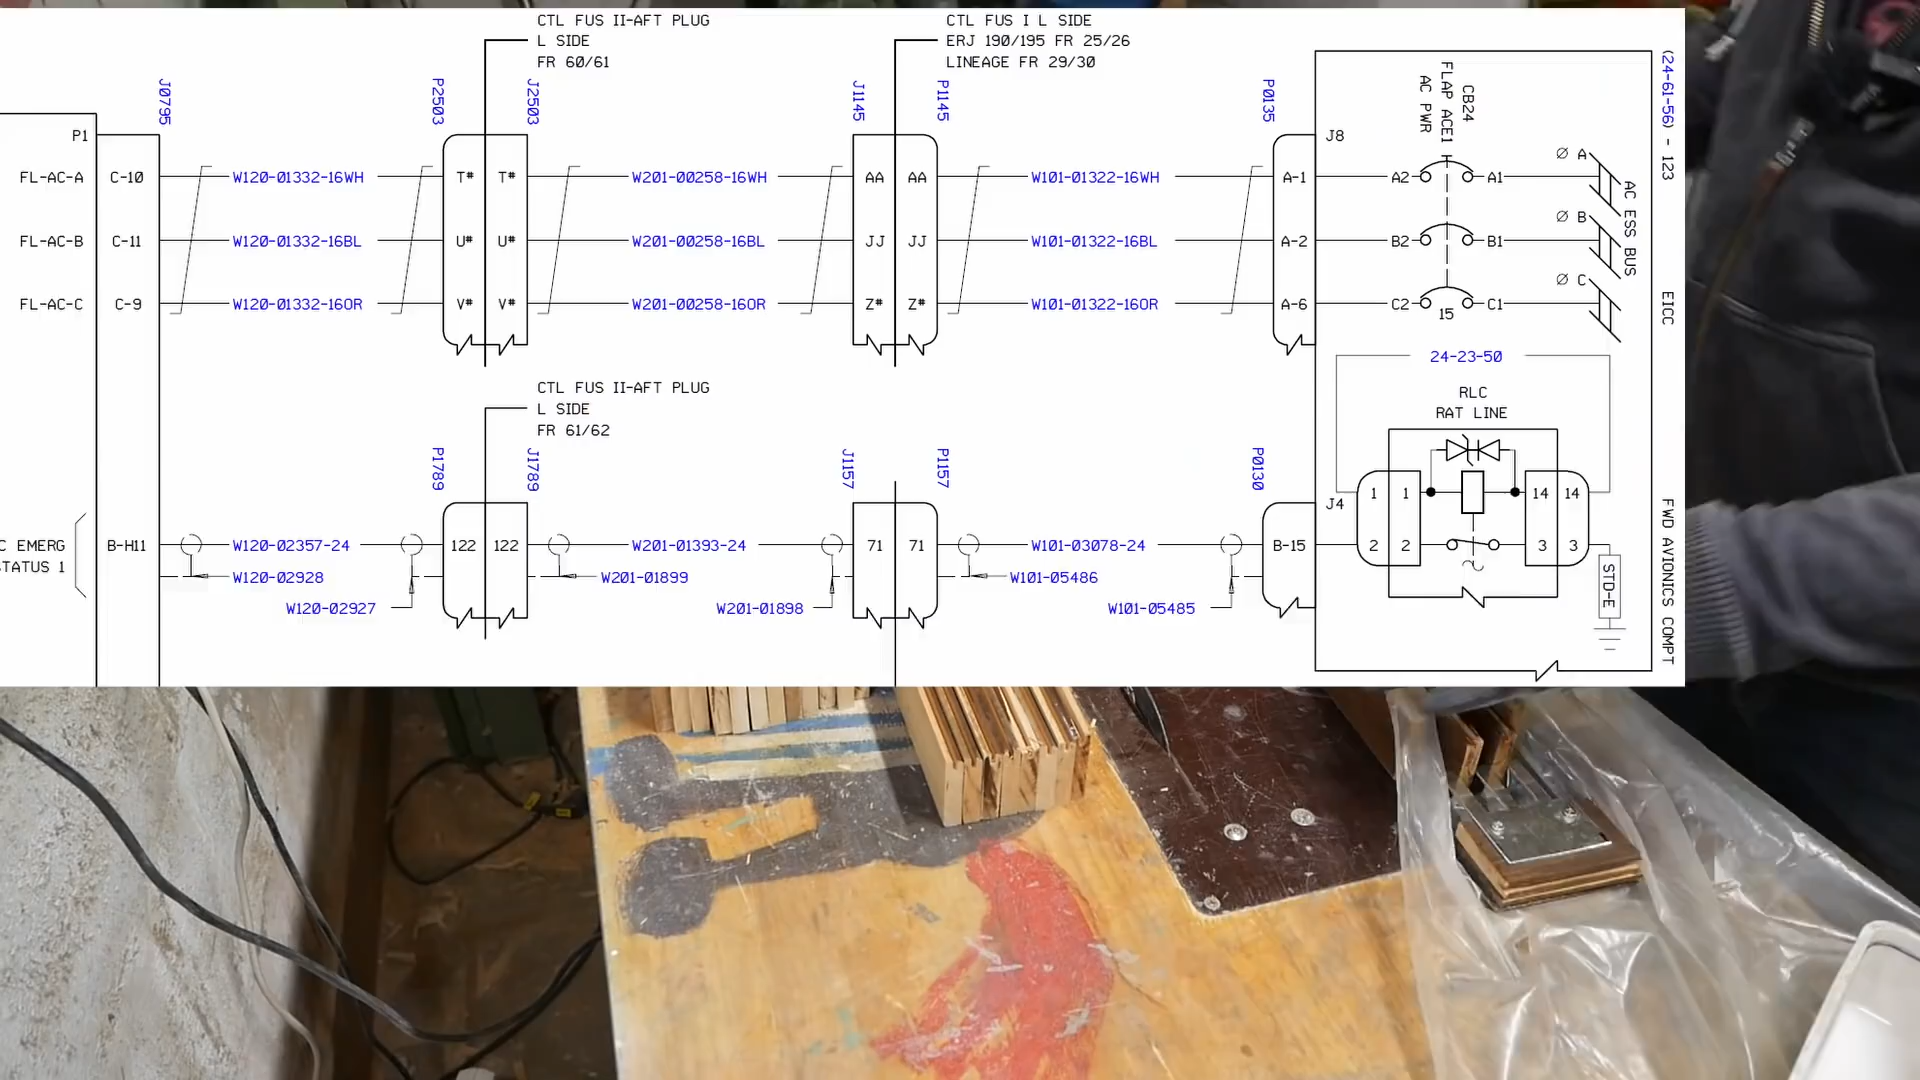 CTL FUS II-AFT PLUG
L SIDE
FR 60/61
CTL FUS I L SIDE
ERJ 190/195 FR 25/26
LINEAGE FR 29/30
J0795
P2503
J2503
J1145
P1145
P0135
P1
J8
CB24
FLAP ACE1
AC PWR
(24-61-56) - 123
FL-AC-A C-10 W120-01332-16WH T# T# W201-00258-16WH AA AA W101-01322-16WH A-1 A2 A1 Ø A
FL-AC-B C-11 W120-01332-16BL U# U# W201-00258-16BL JJ JJ W101-01322-16BL A-2 B2 B1 Ø B
FL-AC-C C-9 W120-01332-16OR V# V# W201-00258-16OR Z# Z# W101-01322-16OR A-6 C2 C1 Ø C
15
AC ESS BUS
EICC
24-23-50
RLC
RAT LINE
CTL FUS II-AFT PLUG
L SIDE
FR 61/62
P1789
J1789
J1157
P1157
P0130
J4
1 1 14 14
C EMERG
TATUS 1
B-H11 W120-02357-24 122 122 W201-01393-24 71 71 W101-03078-24 B-15 2 2 3 3
W120-02928 W201-01899 W101-05486
W120-02927 W201-01898 W101-05485
STD-E
FWD AVIONICS COMPT